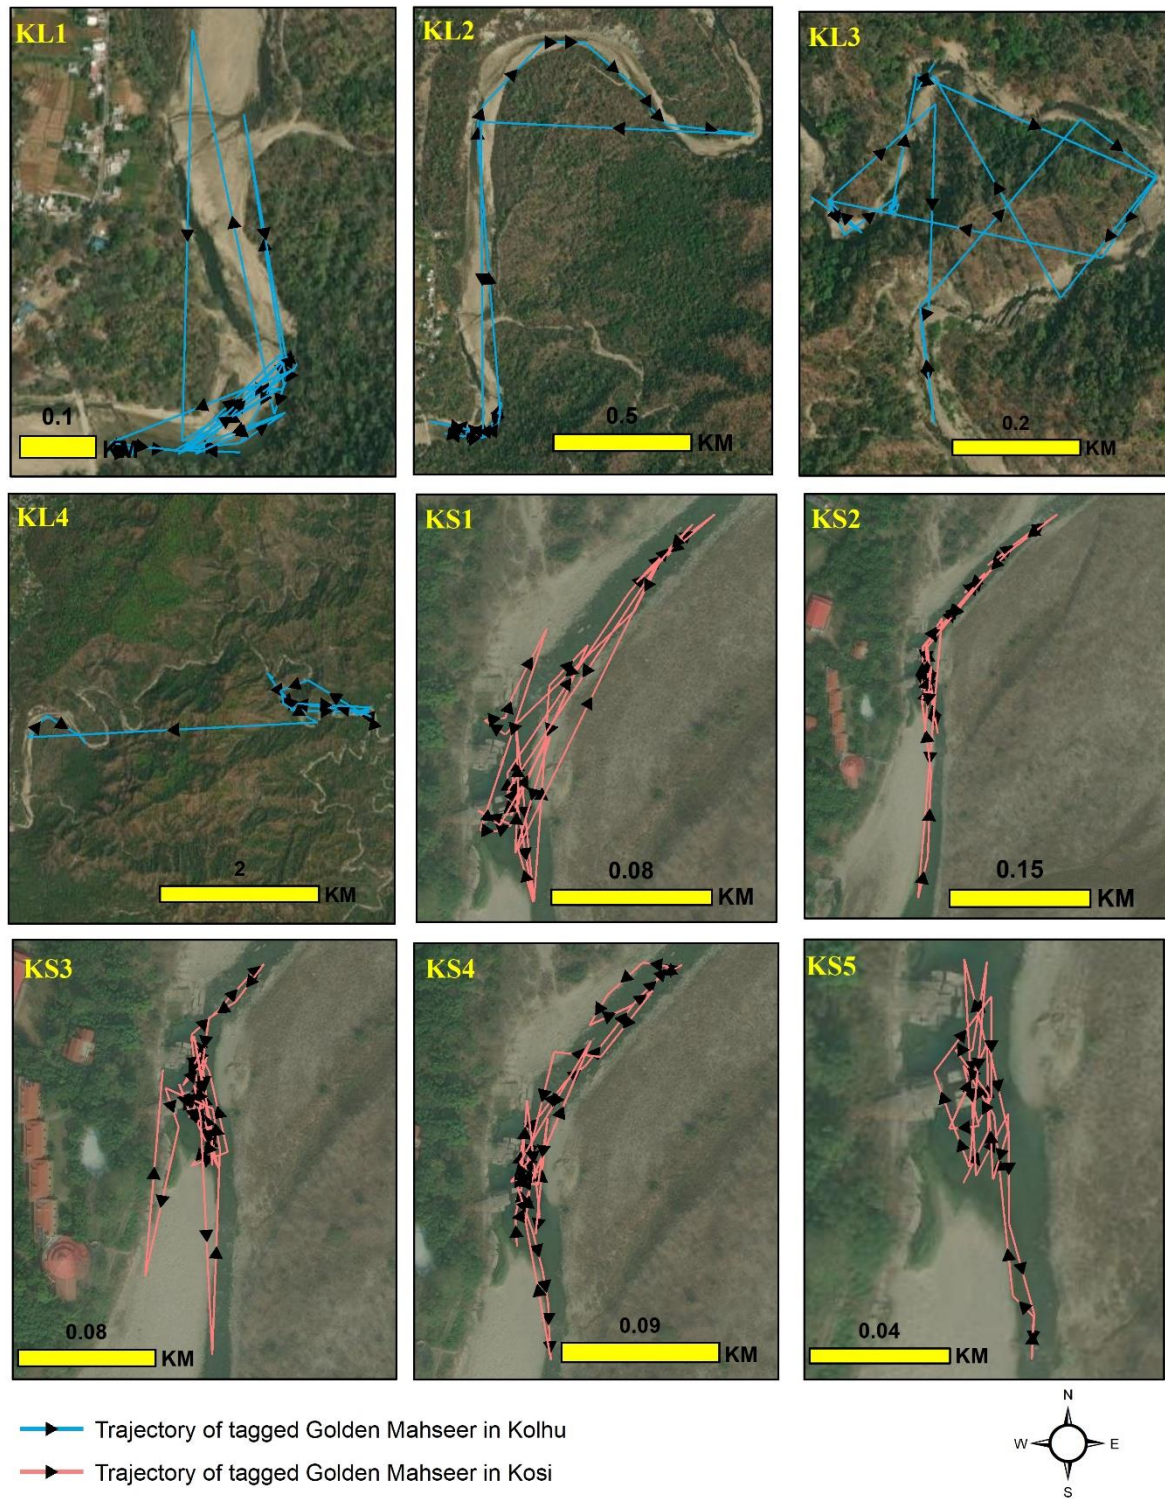 KL1
KL2
KL3
0.1
KM
0.5
KM
0.2
KM
KL4
KS1
KS2
2
KM
0.08
KM
0.15
KM
KS3
KS4
KS5
0.08
KM
0.09
KM
0.04
KM
Trajectory of tagged Golden Mahseer in Kolhu
Trajectory of tagged Golden Mahseer in Kosi
N
W E
S